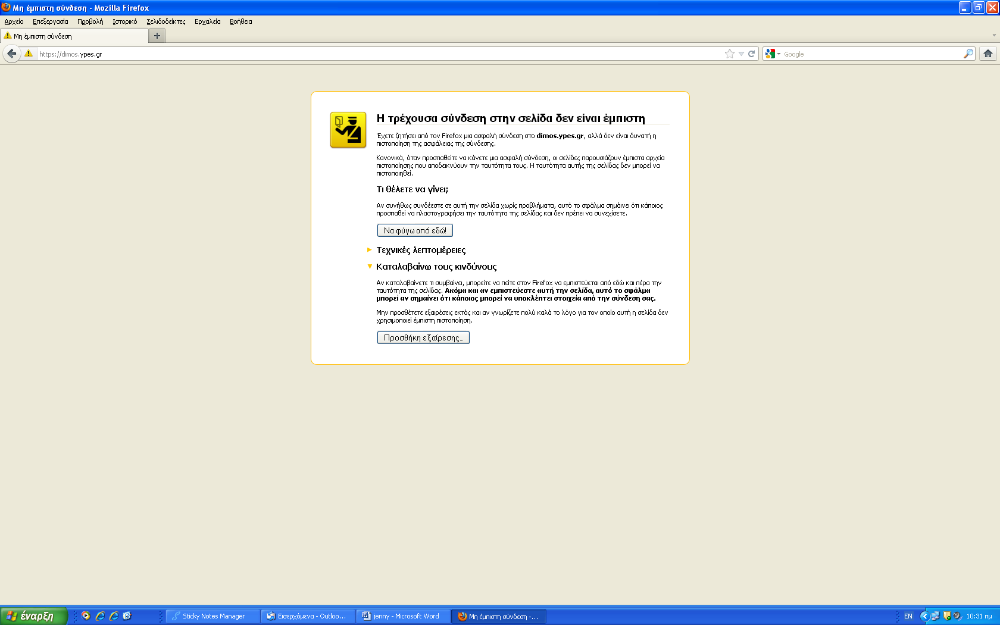 Μη έμπιστη σύνδεση - Mozilla Firefox
Αρχείο Επεξεργασία Προβολή Ιστορικό Σελιδοδείκτες Εργαλεία Βοήθεια
Μη έμπιστη σύνδεση
https://dimos.ypes.gr
Google
Η τρέχουσα σύνδεση στην σελίδα δεν είναι έμπιστη
Έχετε ζητήσει από τον Firefox μια ασφαλή σύνδεση στο dimos.ypes.gr, αλλά δεν είναι δυνατή η
πιστοποίηση της ασφάλειας της σύνδεσης.
Κανονικά, όταν προσπαθείτε να κάνετε μια ασφαλή σύνδεση, οι σελίδες παρουσιάζουν έμπιστα αρχεία
πιστοποίησης που αποδεικνύουν την ταυτότητα τους. Η ταυτότητα αυτής της σελίδας δεν μπορεί να
πιστοποιηθεί.
Τι θέλετε να γίνει;
Αν συνήθως συνδέεστε σε αυτή την σελίδα χωρίς προβλήματα, αυτό το σφάλμα σημάινει ότι κάποιος
προσπαθεί να πλαστογραφήσει την ταυτότητα της σελίδας και δεν πρέπει να συνεχίσετε.
Να φύγω από εδώ!
Τεχνικές λεπτομέρειες
Καταλαβαίνω τους κινδύνους
Αν καταλαβαίνετε τι συμβαίνει, μπορείτε να πείτε στον Firefox να εμπιστεύεται από εδώ και πέρα την
ταυτότητα της σελίδας. Ακόμα και αν εμπιστεύεστε αυτή την σελίδα, αυτό το σφάλμα
μπορεί αν σημαίνει ότι κάποιος μπορεί να υποκλέπτει στοιχεία από την σύνδεση σας.
Μην προσθέτετε εξαιρέσεις εκτός και αν γνωρίζετε πολύ καλά το λόγο για τον οποίο αυτή η σελίδα δεν
χρησιμοποιεί έμπιστη πιστοποίηση.
Προσθήκη εξαίρεσης...
έναρξη
Sticky Notes Manager
Εισερχόμενα - Outloo...
jenny - Microsoft Word
Μη έμπιστη σύνδεση -...
EN
10:31 πμ